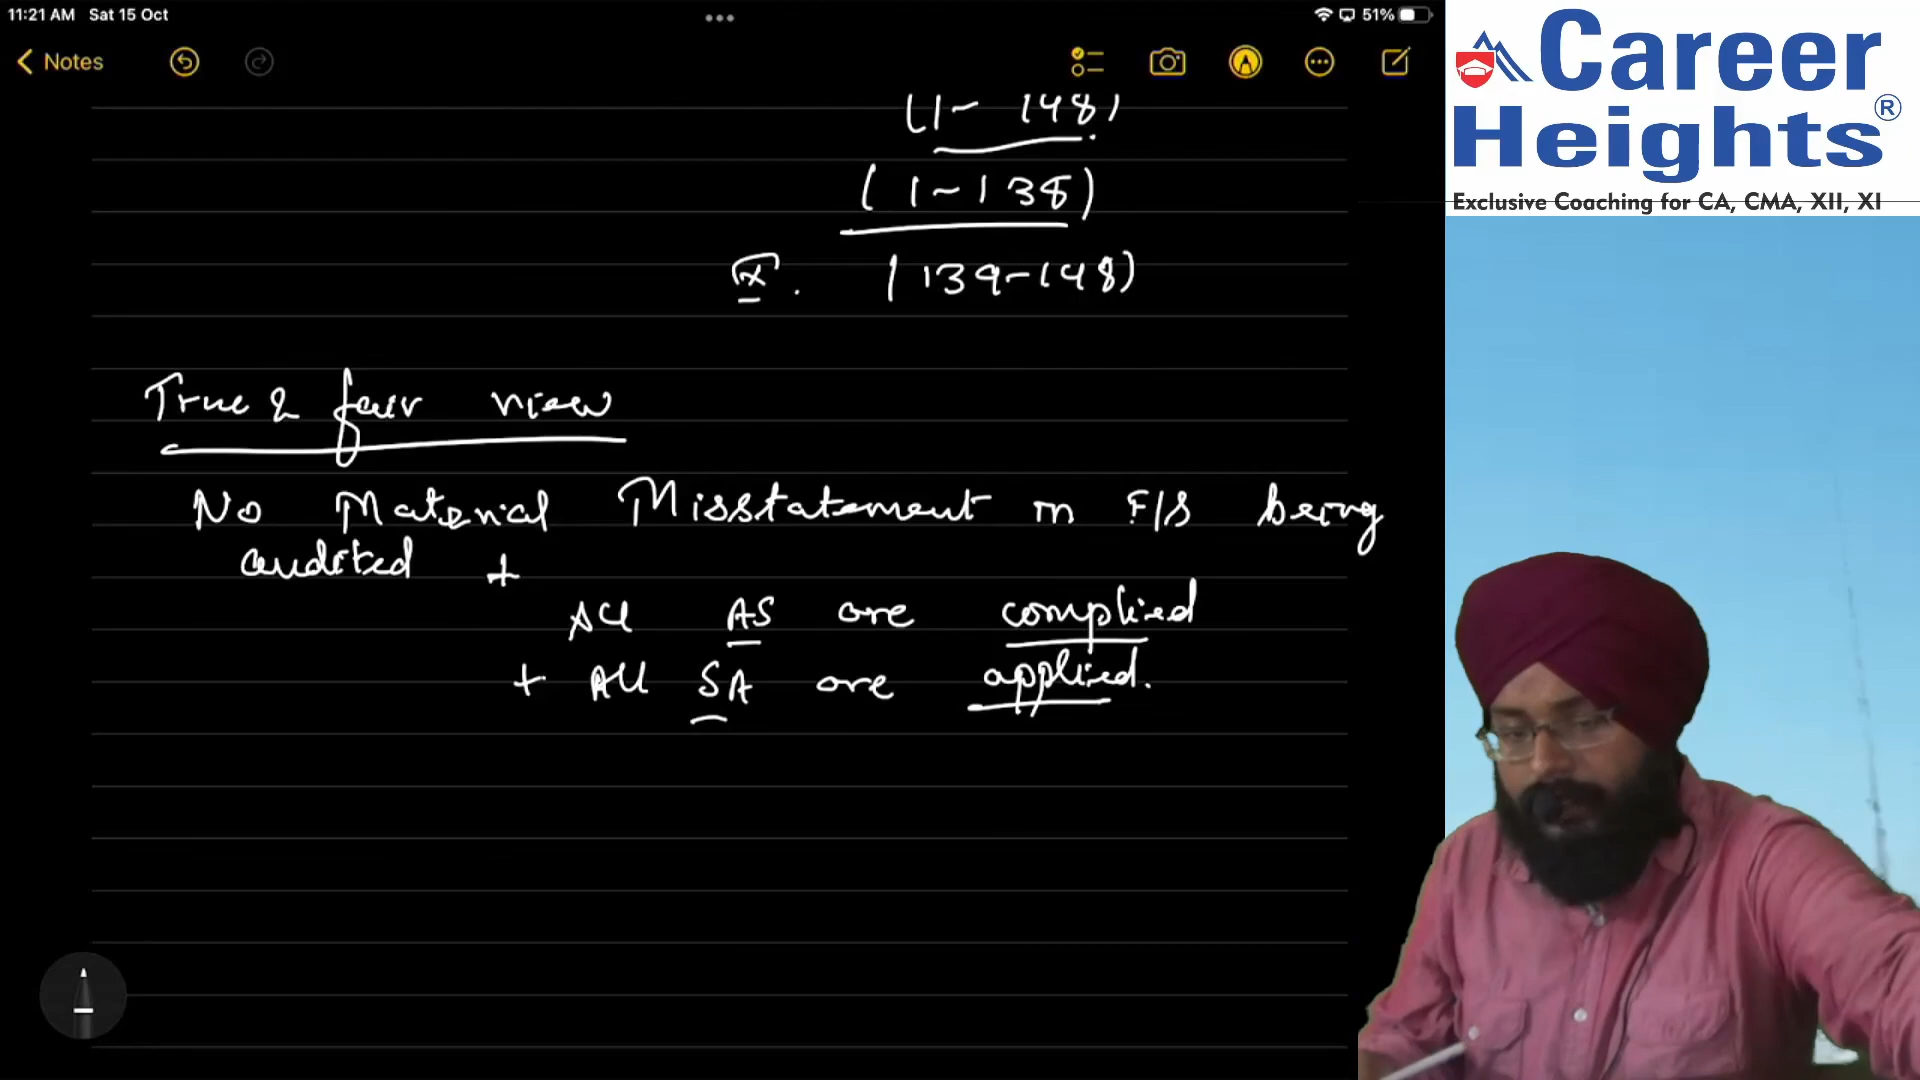 11:21 AM Sat 15 Oct
51%
Notes
Career
Heights®
Exclusive Coaching for CA, CMA, XII, XI
(1- 148)
(1-138)
(139-148)
True & fair view
No Material Misstatement in F/S being
audited +
All AS are complied
+ All SA are applied.